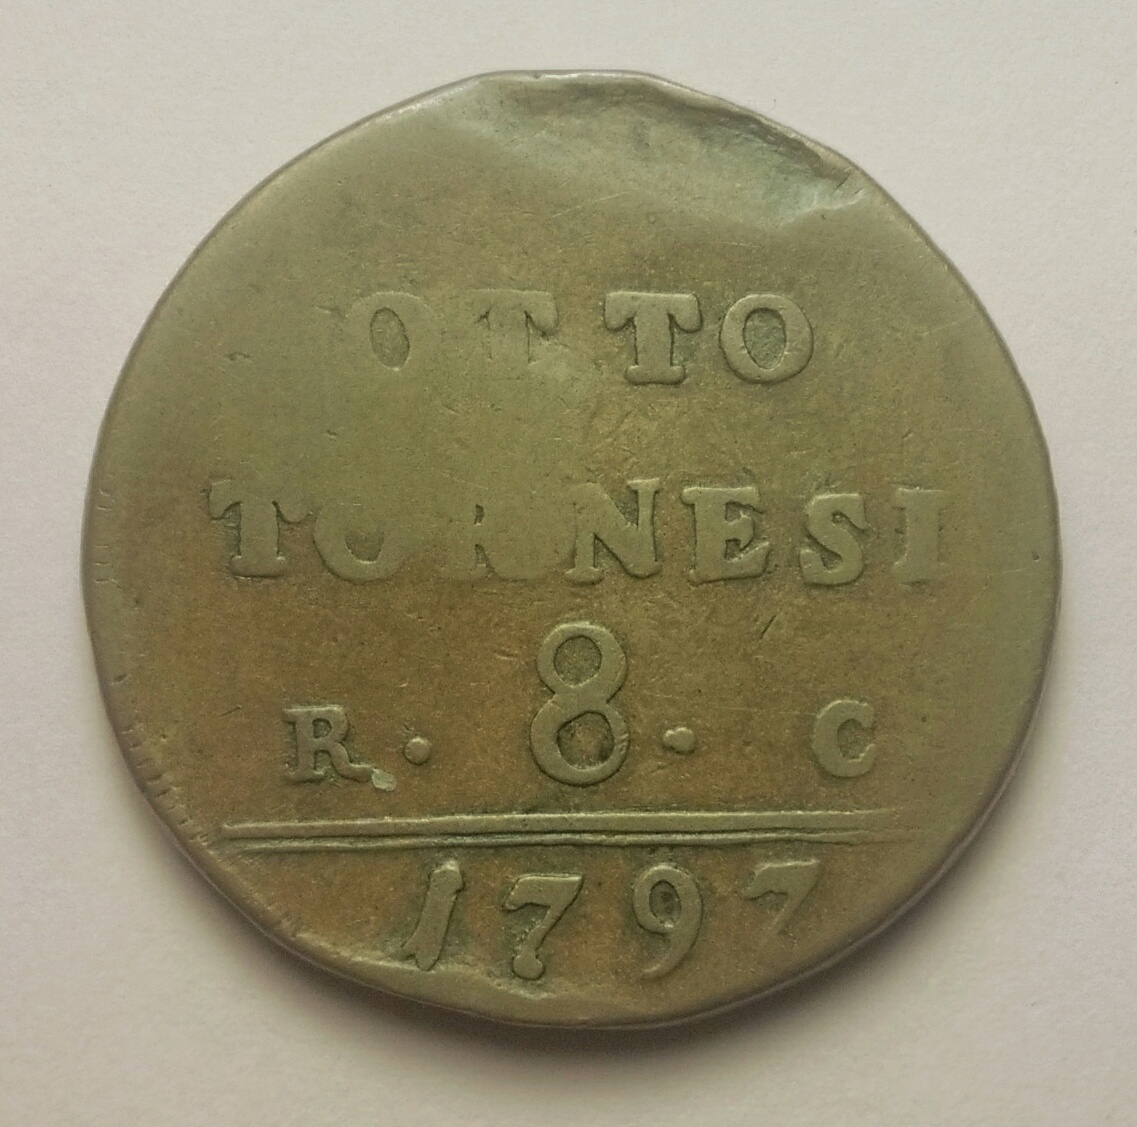 OTTO
TORNESI
R. · 8 · C
1797